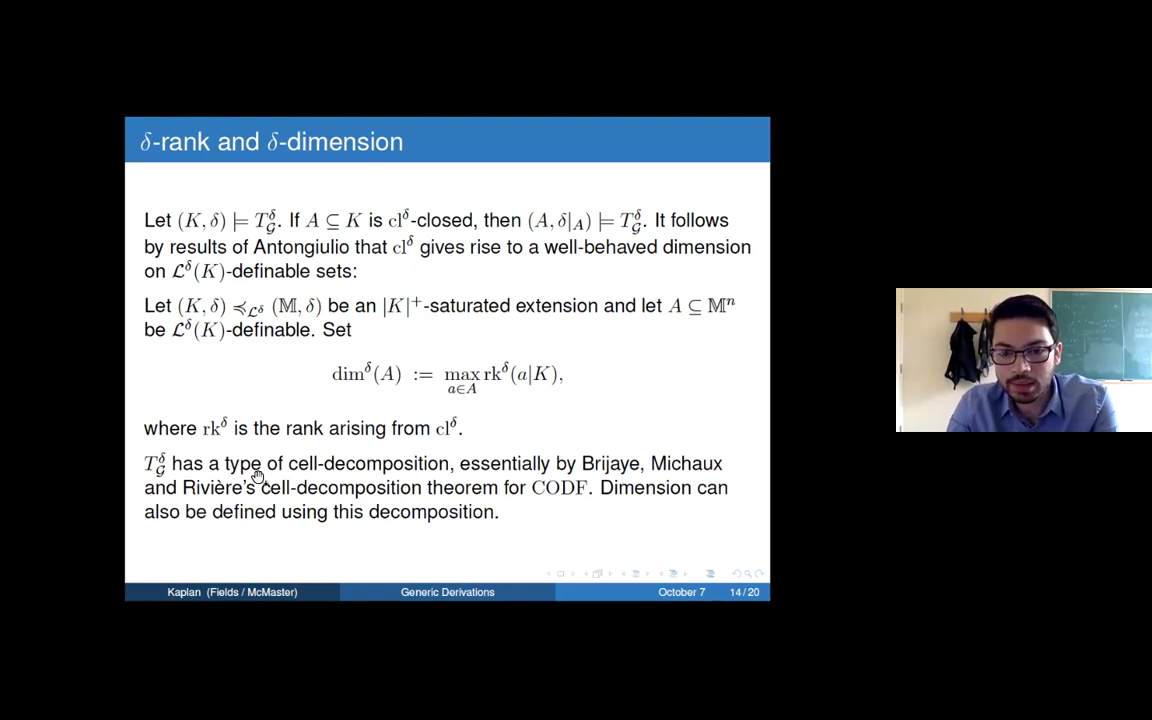 δ-rank and δ-dimension
Let (K, δ) ⊨ T_𝒢^δ. If A ⊆ K is cl^δ-closed, then (A, δ|_A) ⊨ T_𝒢^δ. It follows
by results of Antongiulio that cl^δ gives rise to a well-behaved dimension
on ℒ^δ(K)-definable sets:
Let (K, δ) ≼_{ℒ^δ} (𝕄, δ) be an |K|^+-saturated extension and let A ⊆ 𝕄^n
be ℒ^δ(K)-definable. Set
dim^δ(A) := max_{a∈A} rk^δ(a|K),
where rk^δ is the rank arising from cl^δ.
T_𝒢^δ has a type of cell-decomposition, essentially by Brijaye, Michaux
and Rivière's cell-decomposition theorem for CODF. Dimension can
also be defined using this decomposition.
Kaplan (Fields / McMaster) Generic Derivations October 7 14 / 20